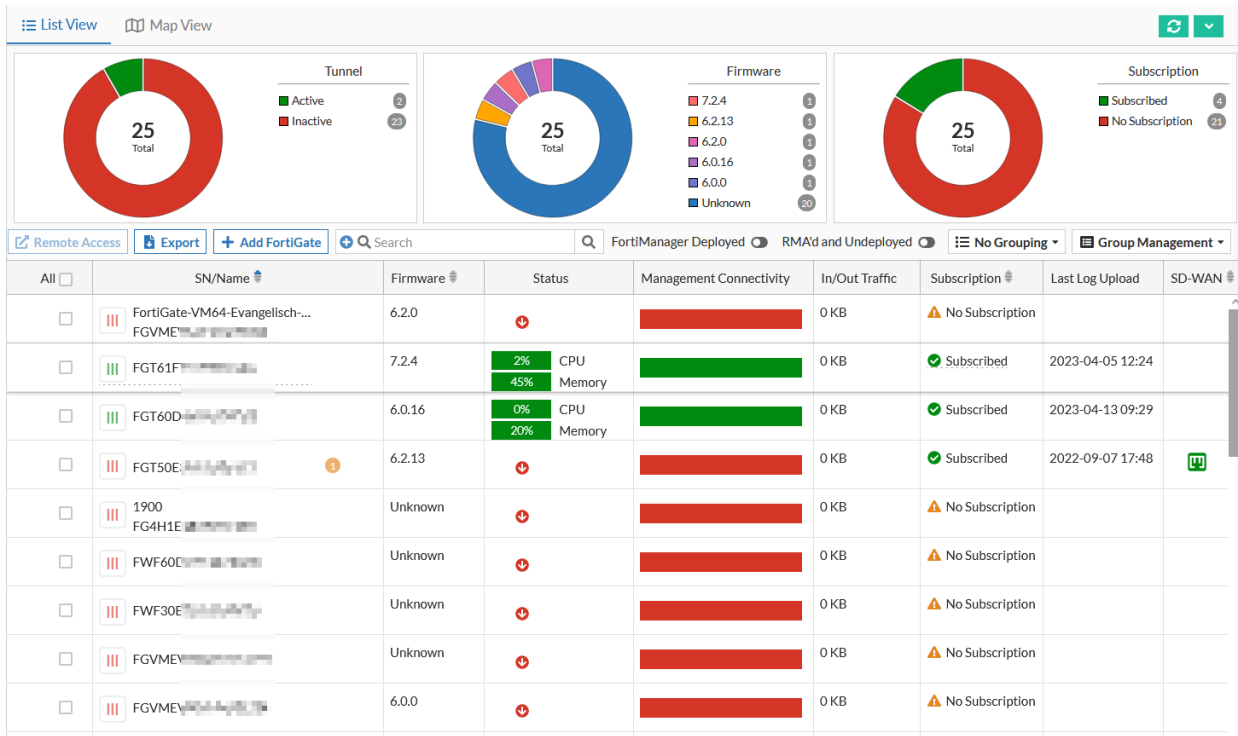 List View Map View
Tunnel
Active 2
Inactive 23
25
Total
Firmware
7.2.4 1
6.2.13 1
6.2.0 1
6.0.16 1
6.0.0 1
Unknown 20
25
Total
Subscription
Subscribed 4
No Subscription 21
25
Total
Remote Access Export Add FortiGate Search FortiManager Deployed RMA'd and Undeployed No Grouping Group Management
All SN/Name Firmware Status Management Connectivity In/Out Traffic Subscription Last Log Upload SD-WAN
FortiGate-VM64-Evangelisch-... 6.2.0 0 KB No Subscription
FGVME
FGT61F 7.2.4 2% CPU 0 KB Subscribed 2023-04-05 12:24
45% Memory
FGT60D 6.0.16 0% CPU 0 KB Subscribed 2023-04-13 09:29
20% Memory
FGT50E 1 6.2.13 0 KB Subscribed 2022-09-07 17:48
1900 Unknown 0 KB No Subscription
FG4H1E
FWF60D Unknown 0 KB No Subscription
FWF30E Unknown 0 KB No Subscription
FGVMEV Unknown 0 KB No Subscription
FGVMEV 6.0.0 0 KB No Subscription